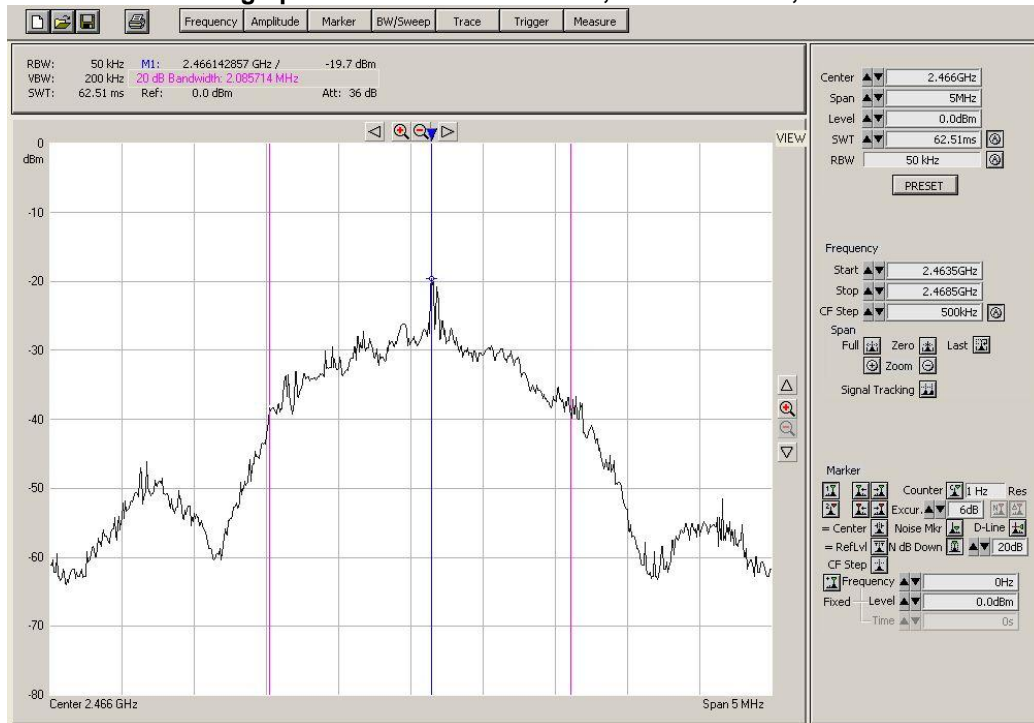 Frequency Amplitude Marker BW/Sweep Trace Trigger Measure
RBW: 50 kHz M1: 2.466142857 GHz / -19.7 dBm
VBW: 200 kHz 20 dB Bandwidth: 2.085714 MHz
SWT: 62.51 ms Ref: 0.0 dBm Att: 36 dB
VIEW
0
dBm
-10
-20
-30
-40
-50
-60
-70
-80
Center 2.466 GHz Span 5 MHz
Center 2.466GHz
Span 5MHz
Level 0.0dBm
SWT 62.51ms
RBW 50 kHz
PRESET
Frequency
Start 2.4635GHz
Stop 2.4685GHz
CF Step 500kHz
Span
Full Zero Last
Zoom
Signal Tracking
Marker
Counter 1 Hz Res
Excur. 6dB
= Center Noise Mkr D-Line
= RefLvl N dB Down 20dB
CF Step
Frequency 0Hz
Fixed Level 0.0dBm
Time 0s